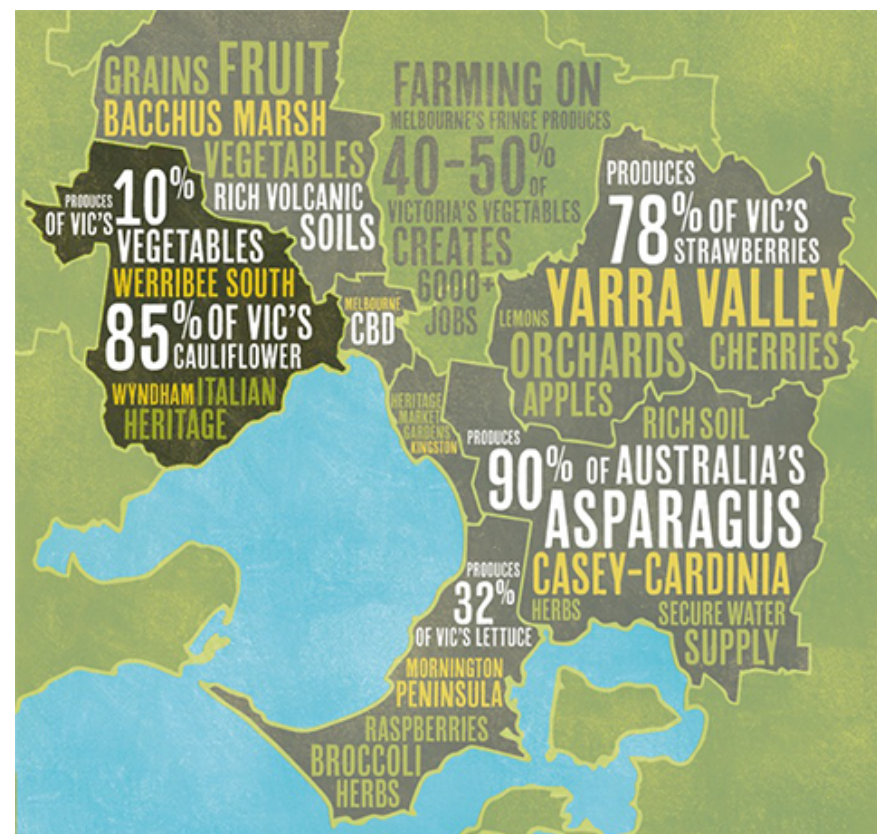 GRAINS FRUIT
BACCHUS MARSH
VEGETABLES
RICH VOLCANIC
SOILS
FARMING ON
MELBOURNE'S FRINGE PRODUCES
40-50% OF
VICTORIA'S VEGETABLES
CREATES
6000+
JOBS
PRODUCES
OF VIC'S 10%
VEGETABLES
WERRIBEE SOUTH
85% OF VIC'S
CAULIFLOWER
WYNDHAM ITALIAN
HERITAGE
MELBOURNE
CBD
PRODUCES
78% OF VIC'S
STRAWBERRIES
YARRA VALLEY
LEMONS
ORCHARDS CHERRIES
APPLES
HERITAGE
MARKET
GARDENS
KINGSTON
RICH SOIL
PRODUCES
90% OF AUSTRALIA'S
ASPARAGUS
CASEY-CARDINIA
HERBS SECURE WATER
SUPPLY
PRODUCES
32%
OF VIC'S LETTUCE
MORNINGTON
PENINSULA
RASPBERRIES
BROCCOLI
HERBS